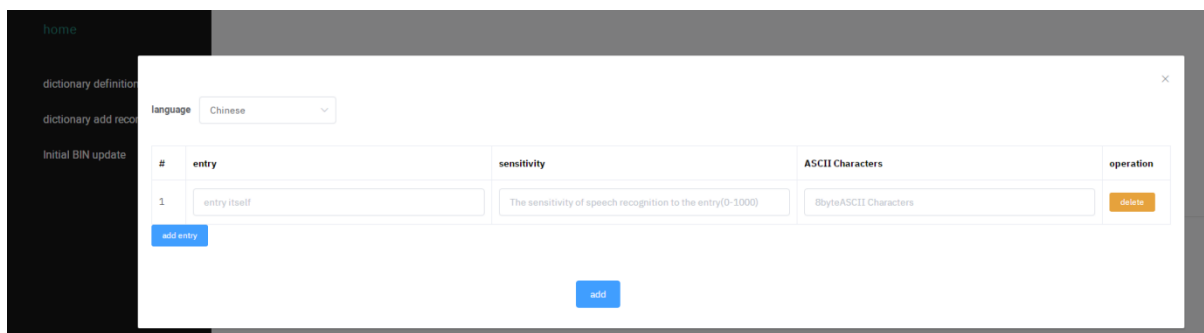 home
dictionary definition
dictionary add recor
Initial BIN update
×
language Chinese
# entry sensitivity ASCII Characters operation
1 entry itself The sensitivity of speech recognition to the entry(0-1000) 8byteASCII Characters delete
add entry
add